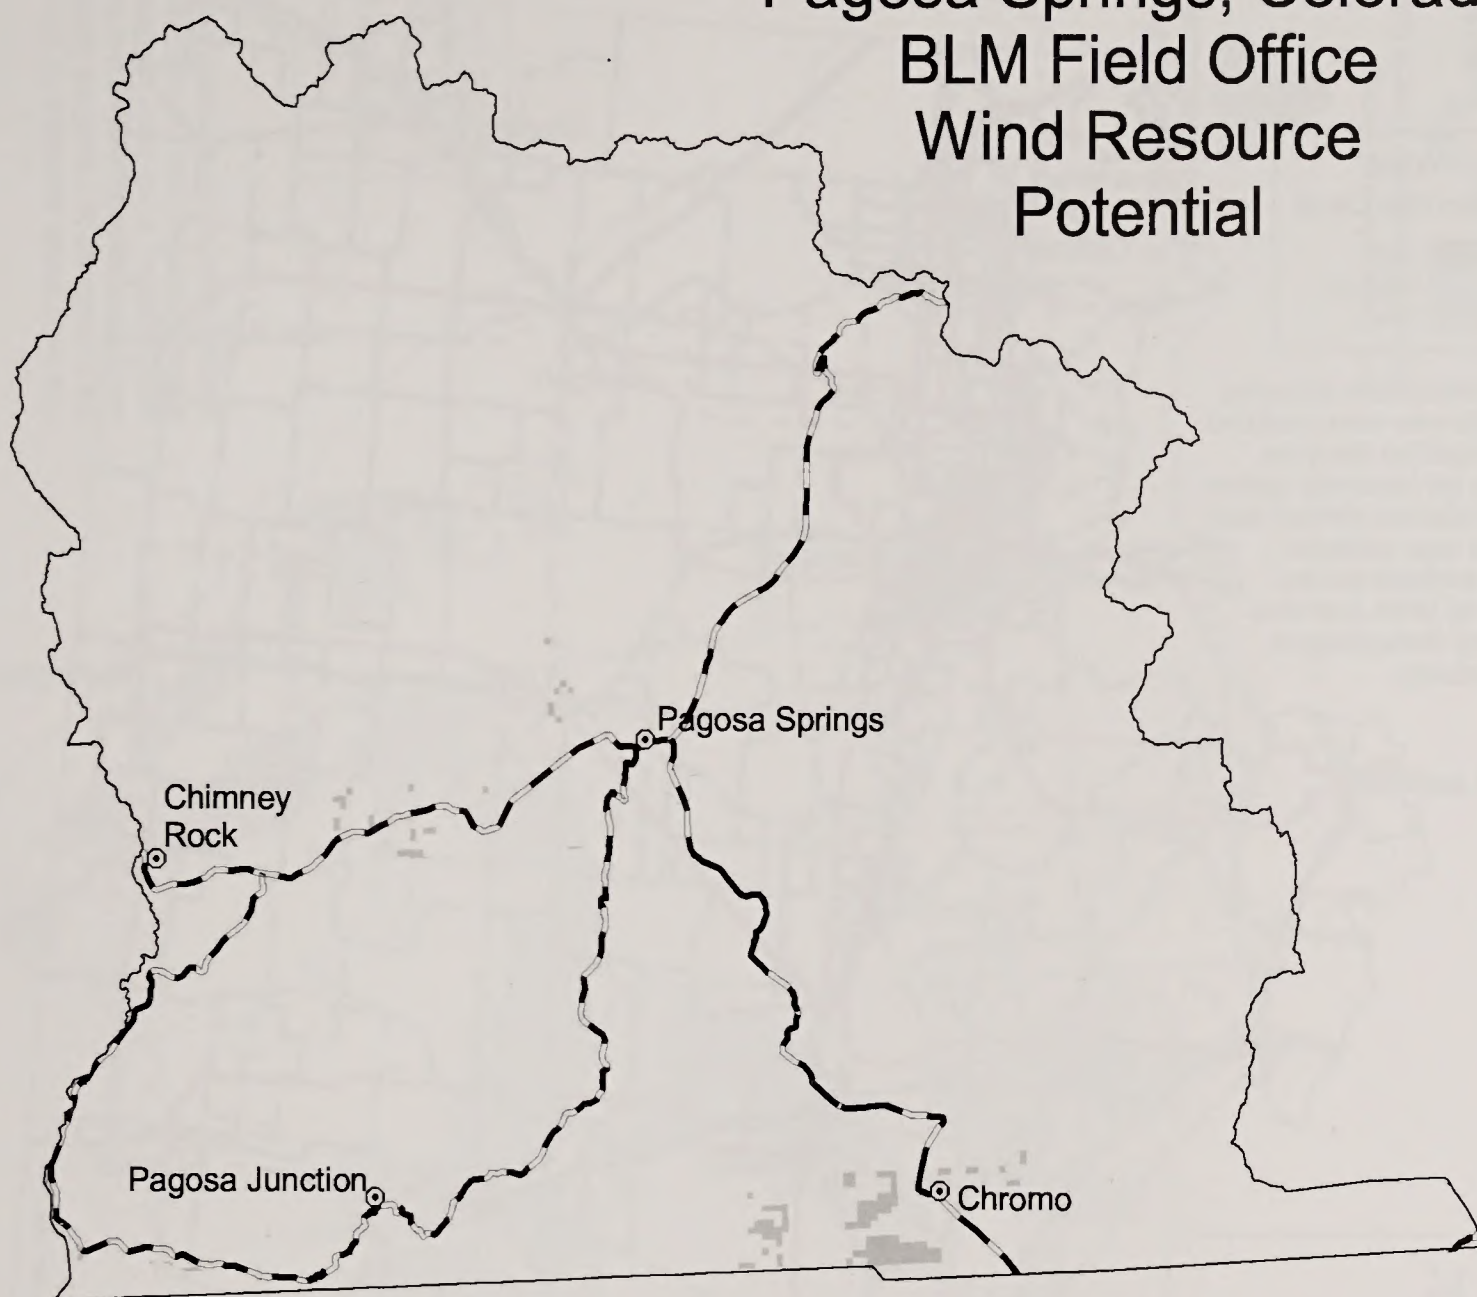 BLM Field Office
Wind Resource
Potential
Pagosa Springs
Chimney
Rock
Pagosa Junction
Chromo